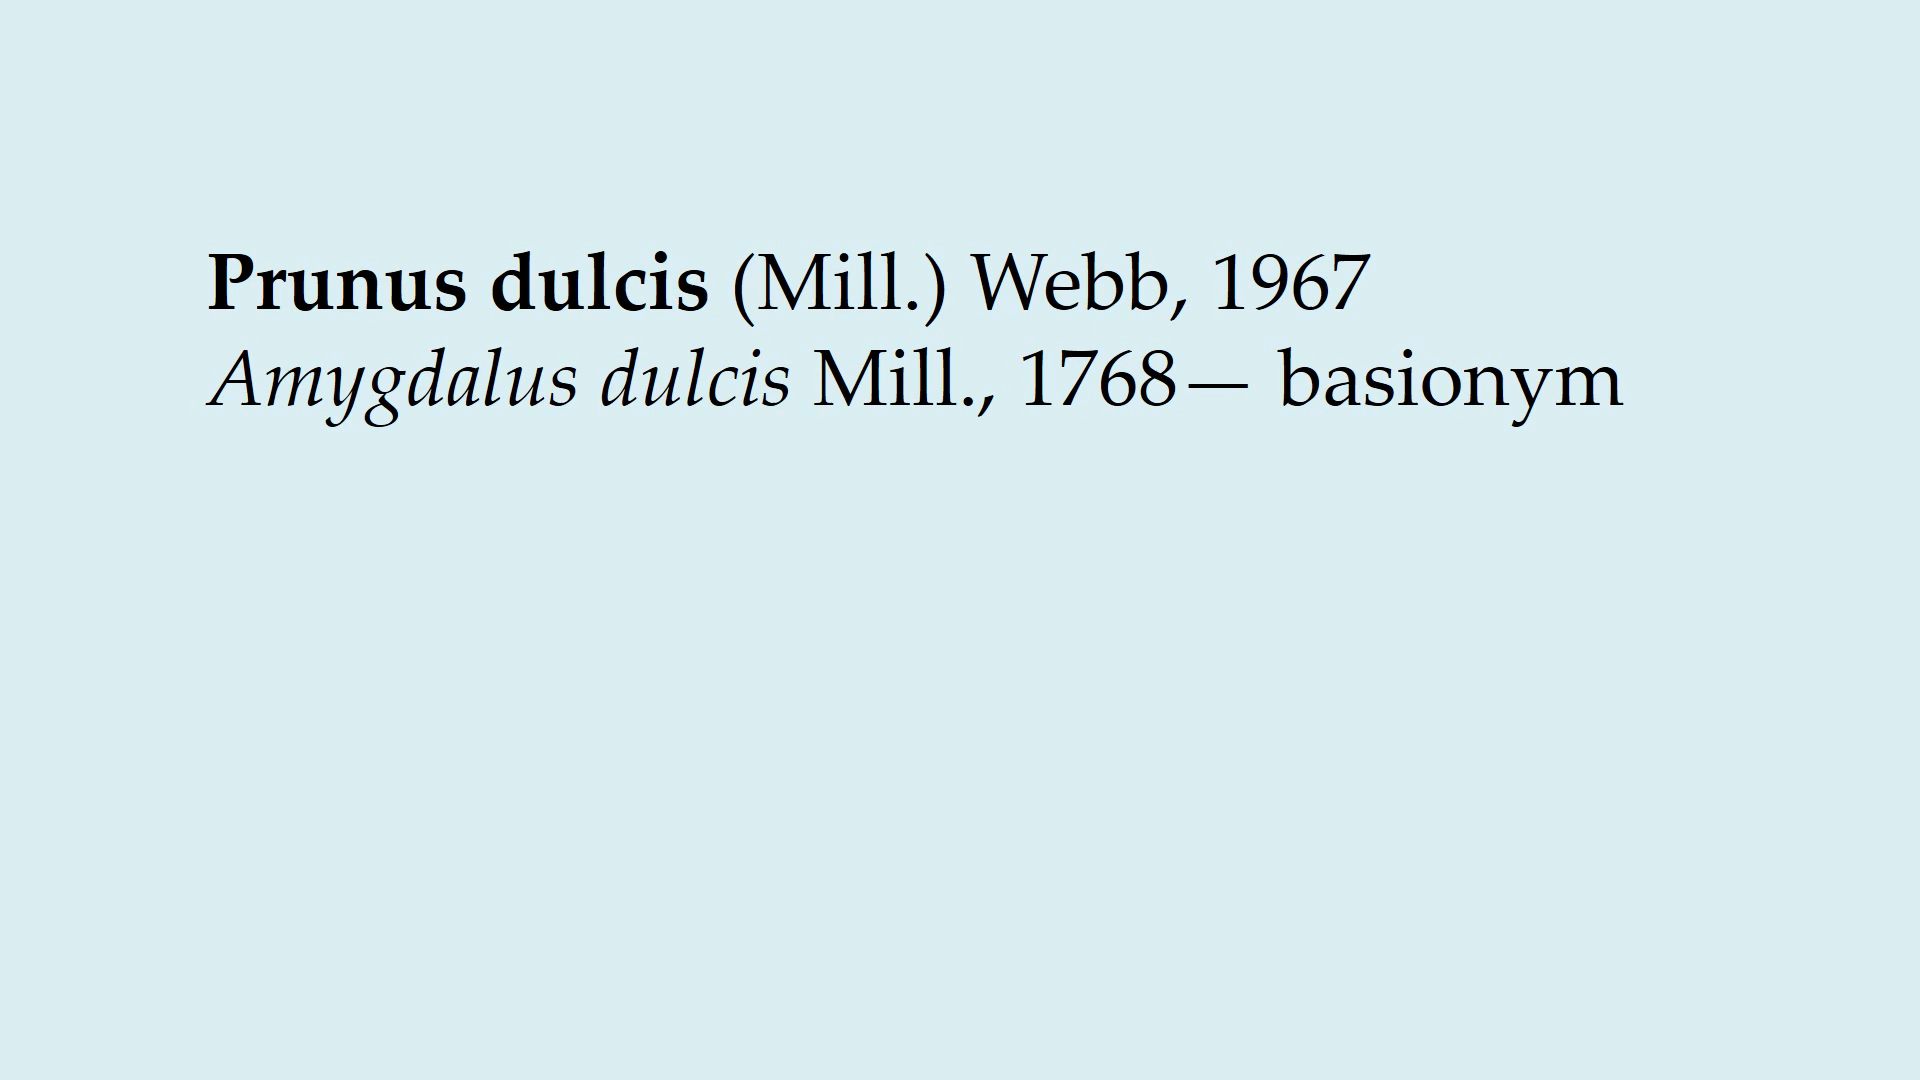 Prunus dulcis (Mill.) Webb, 1967
Amygdalus dulcis Mill., 1768— basionym